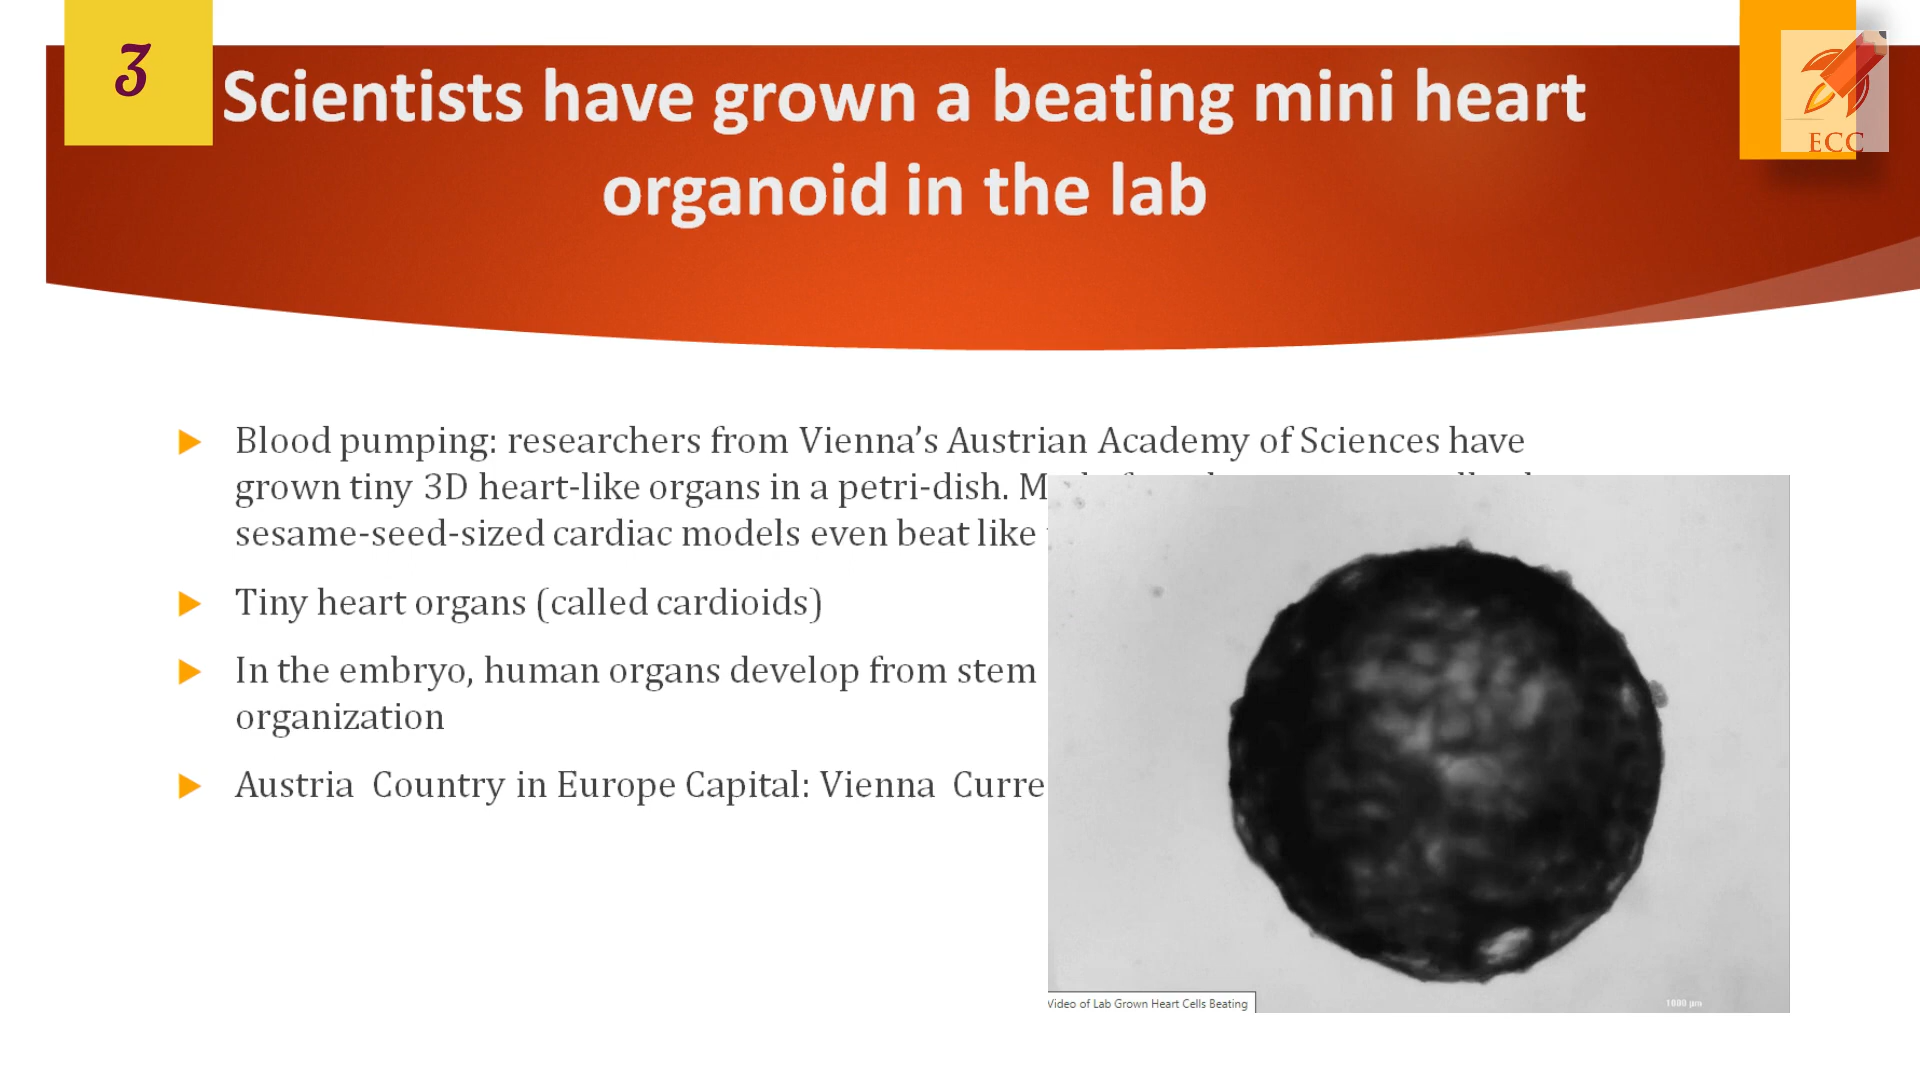 3
Scientists have grown a beating mini heart
organoid in the lab
ECC
Blood pumping: researchers from Vienna’s Austrian Academy of Sciences have
grown tiny 3D heart-like organs in a petri-dish.
sesame-seed-sized cardiac models even beat like
Tiny heart organs (called cardioids)
In the embryo, human organs develop from stem
organization
Austria Country in Europe Capital: Vienna Curre
Video of Lab Grown Heart Cells Beating
1000 µm